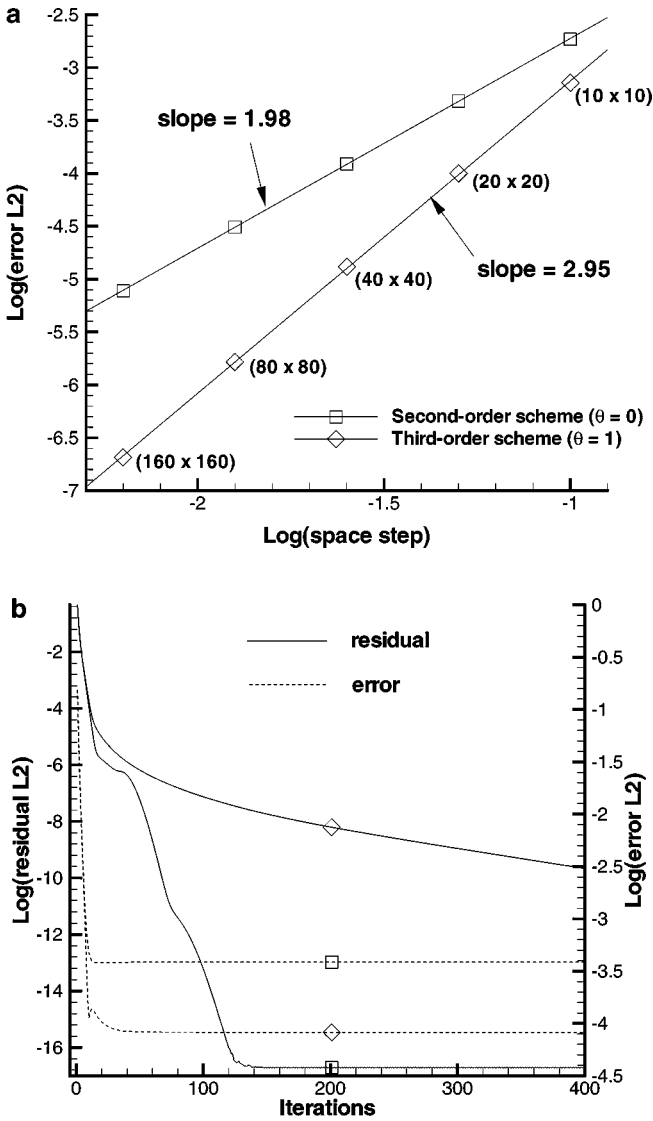 a
-2.5
-3
-3.5
-4
-4.5
-5
-5.5
-6
-6.5
-7
Log(error L2)
slope = 1.98
(10 x 10)
(20 x 20)
slope = 2.95
(40 x 40)
(80 x 80)
(160 x 160)
Second-order scheme (θ = 0)
Third-order scheme (θ = 1)
-2
-1.5
-1
Log(space step)
b
-2
-4
-6
-8
-10
-12
-14
-16
Log(residual L2)
residual
error
0
-0.5
-1
-1.5
-2
-2.5
-3
-3.5
-4
-4.5
Log(error L2)
0
100
200
300
400
Iterations